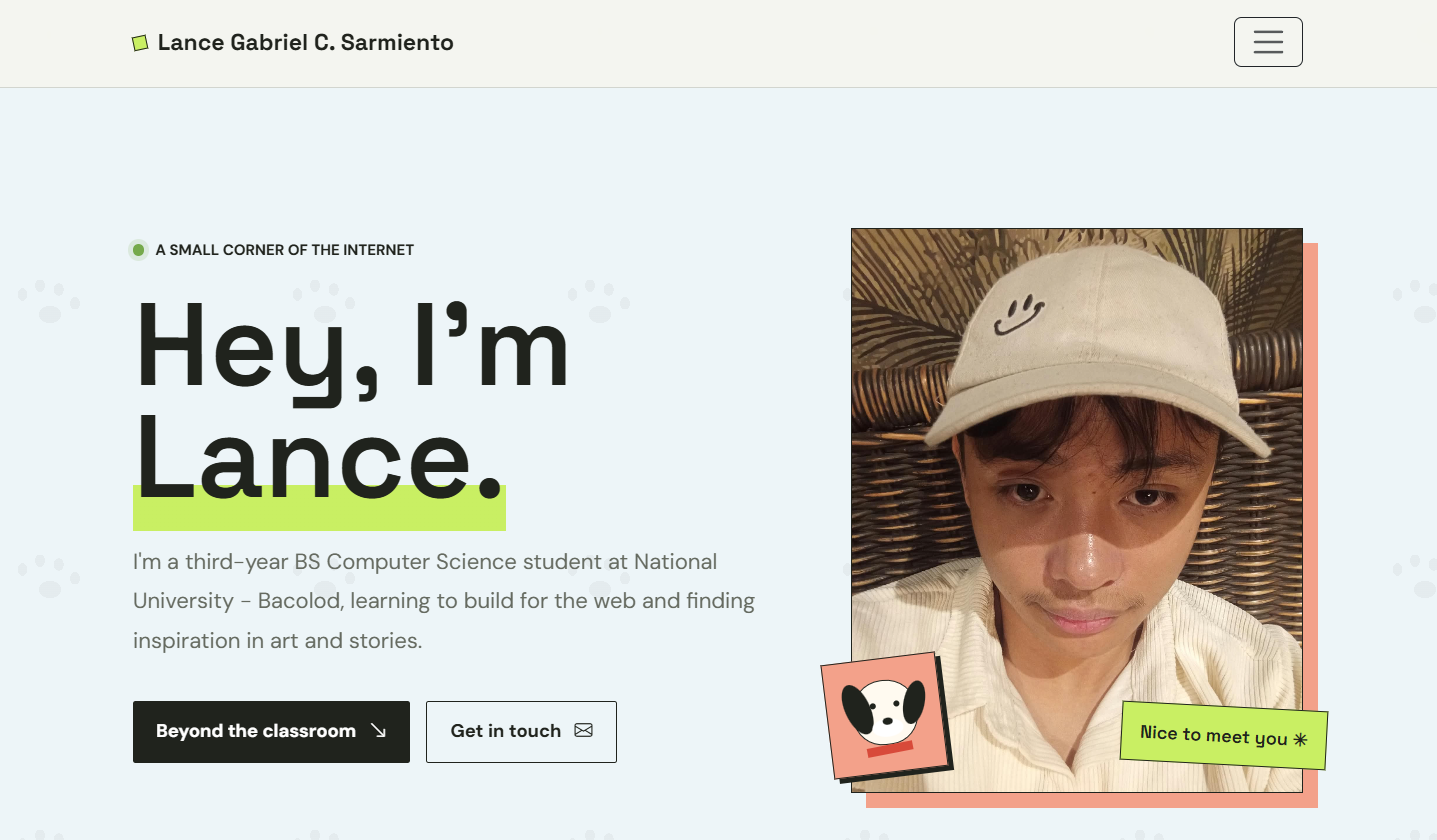 Lance Gabriel C. Sarmiento
A SMALL CORNER OF THE INTERNET
Hey, I’m
Lance.
I'm a third-year BS Computer Science student at National
University - Bacolod, learning to build for the web and finding
inspiration in art and stories.
Beyond the classroom
Get in touch
Nice to meet you ✳